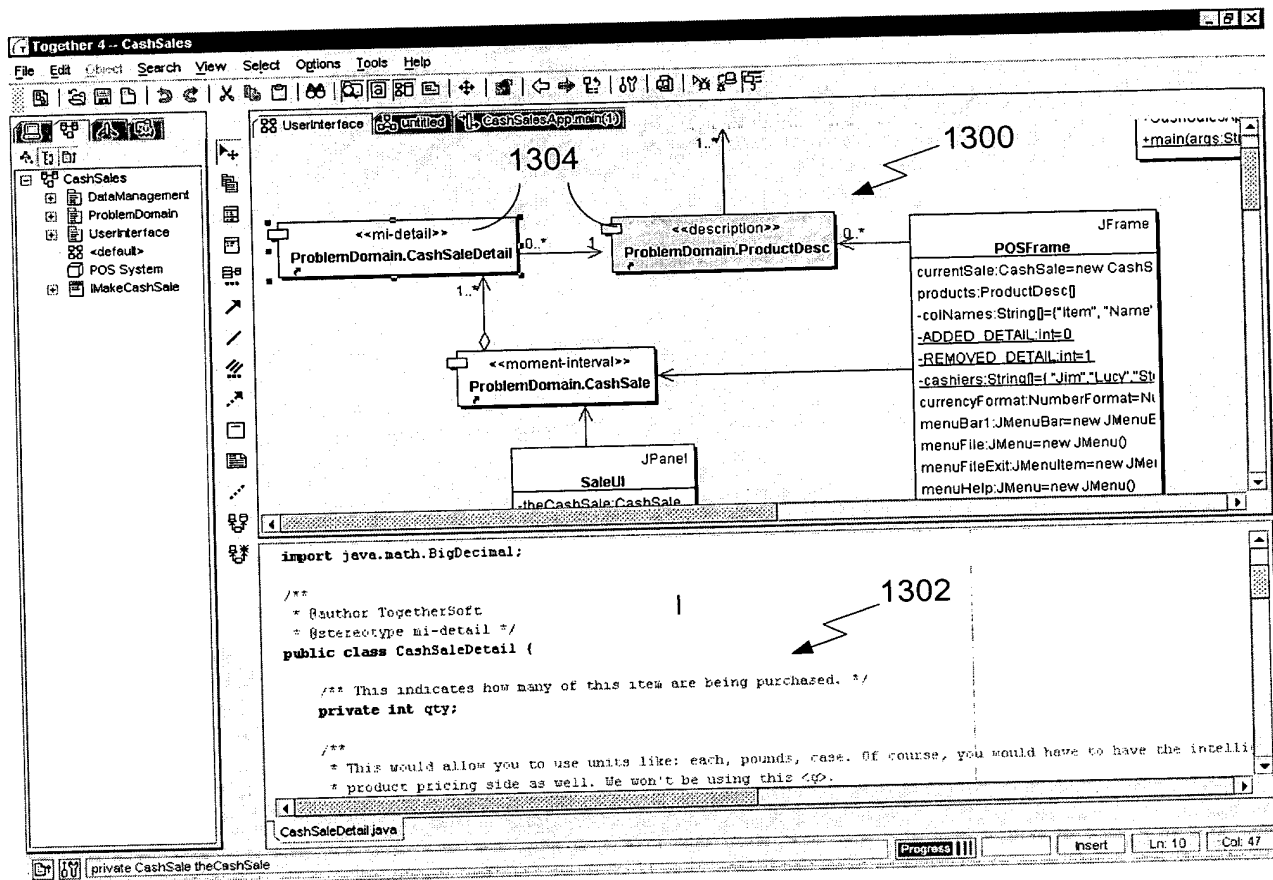 Together 4 -- CashSales
File Edit Object Search View Select Options Tools Help
CashSales
DataManagement
ProblemDomain
UserInterface
<default>
POS System
IMakeCashSale
UserInterface untitled CashSalesApp.main(1)
1304
1..*
1300
+main(args:Stri
<<mi-detail>>
ProblemDomain.CashSaleDetail
0..*
1
<<description>>
ProblemDomain.ProductDesc
0..*
1..*
<<moment-interval>>
ProblemDomain.CashSale
JPanel
SaleUI
-theCashSale:CashSale
JFrame
POSFrame
currentSale:CashSale=new CashS
products:ProductDesc[]
-colNames:String[]={"Item", "Name"
-ADDED_DETAIL:int=0
-REMOVED_DETAIL:int=1
-cashiers:String[]={ "Jim","Lucy","Ste
currencyFormat:NumberFormat=Nu
menuBar1:JMenuBar=new JMenuB
menuFile:JMenu=new JMenu()
menuFileExit:JMenuItem=new JMer
menuHelp:JMenu=new JMenu()
import java.math.BigDecimal;
/**
* @author TogetherSoft
* @stereotype mi-detail */
public class CashSaleDetail {
/** This indicates how many of this item are being purchased. */
private int qty;
/**
* This would allow you to use units like: each, pounds, case. Of course, you would have to have the intelli
* product pricing side as well. We won't be using this <g>.
1302
CashSaleDetail.java
private CashSale theCashSale
Progress
Insert
Ln: 10
Col: 47